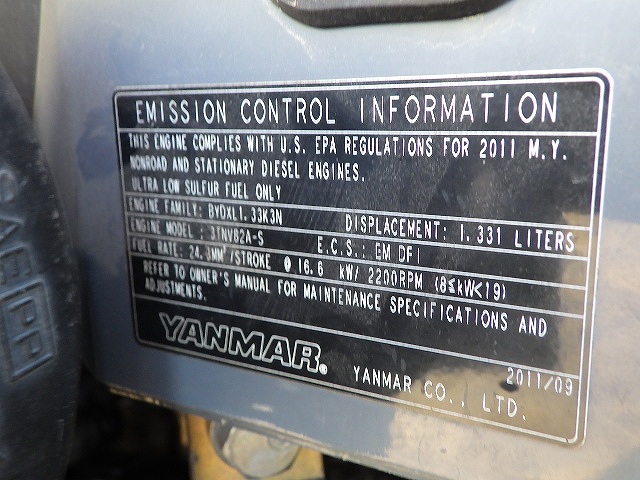 EMISSION CONTROL INFORMATION
THIS ENGINE COMPLIES WITH U.S. EPA REGULATIONS FOR 2011 M.Y.
NONROAD AND STATIONARY DIESEL ENGINES.
ULTRA LOW SULFUR FUEL ONLY
ENGINE FAMILY: BYDXL1.33K3N DISPLACEMENT: 1.331 LITERS
ENGINE MODEL: 3TNV82A-S E.C.S.: EM DFI
FUEL RATE: /STROKE @ 16.6 kW/ 2200RPM (8≤kW<19)
REFER TO OWNER'S MANUAL FOR MAINTENANCE SPECIFICATIONS AND
ADJUSTMENTS.
2011/09
YANMAR® YANMAR CO., LTD.